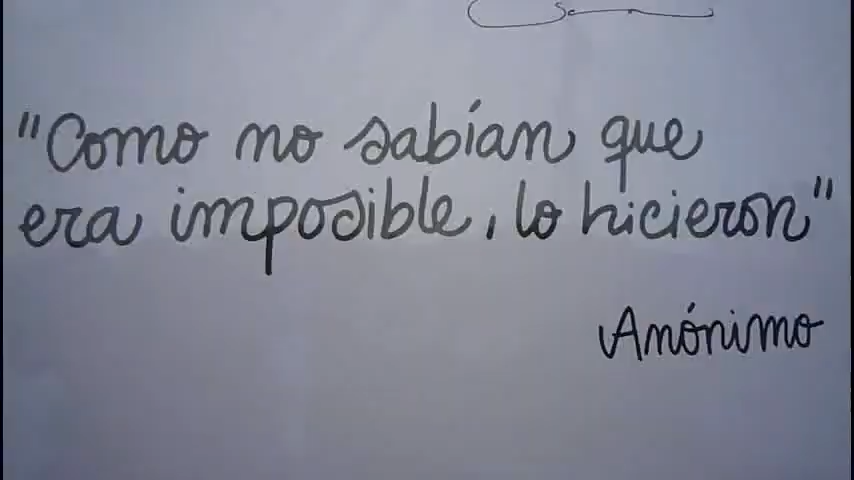 "Como no sabían que
era imposible, lo hicieron"
Anónimo